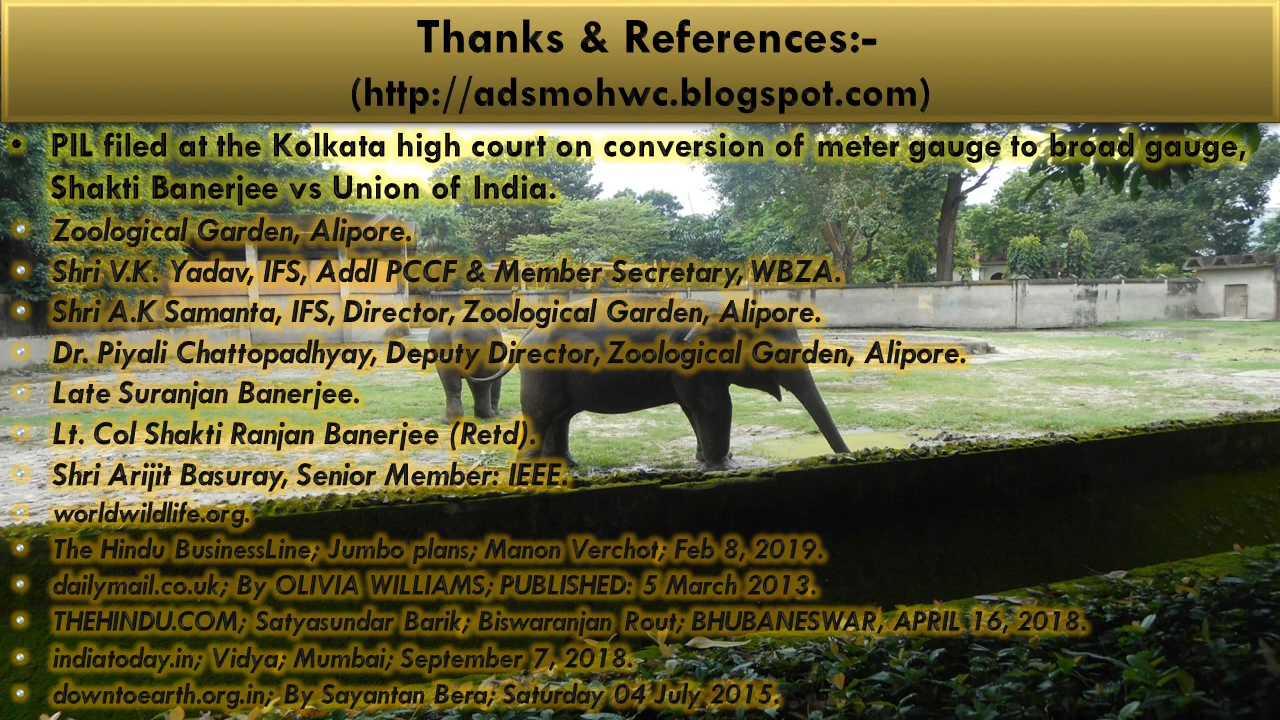 Thanks & References:-
(http://adsmohwc.blogspot.com)
• PIL filed at the Kolkata high court on conversion of meter gauge to broad gauge,
Shakti Banerjee vs Union of India.
Zoological Garden, Alipore.
Shri V.K. Yadav, IFS, Addl PCCF & Member Secretary, WBZA.
Shri A.K Samanta, IFS, Director, Zoological Garden, Alipore.
Dr. Piyali Chattopadhyay, Deputy Director, Zoological Garden, Alipore.
Late Suranjan Banerjee.
Lt. Col Shakti Ranjan Banerjee (Retd).
Shri Arijit Basuray, Senior Member: IEEE.
worldwildlife.org.
The Hindu BusinessLine; Jumbo plans; Manon Verchot; Feb 8, 2019.
dailymail.co.uk; By OLIVIA WILLIAMS; PUBLISHED: 5 March 2013.
THEHINDU.COM; Satyasundar Barik; Biswaranjan Rout; BHUBANESWAR, APRIL 16, 2018.
indiatoday.in; Vidya; Mumbai; September 7, 2018.
downtoearth.org.in; By Sayantan Bera; Saturday 04 July 2015.